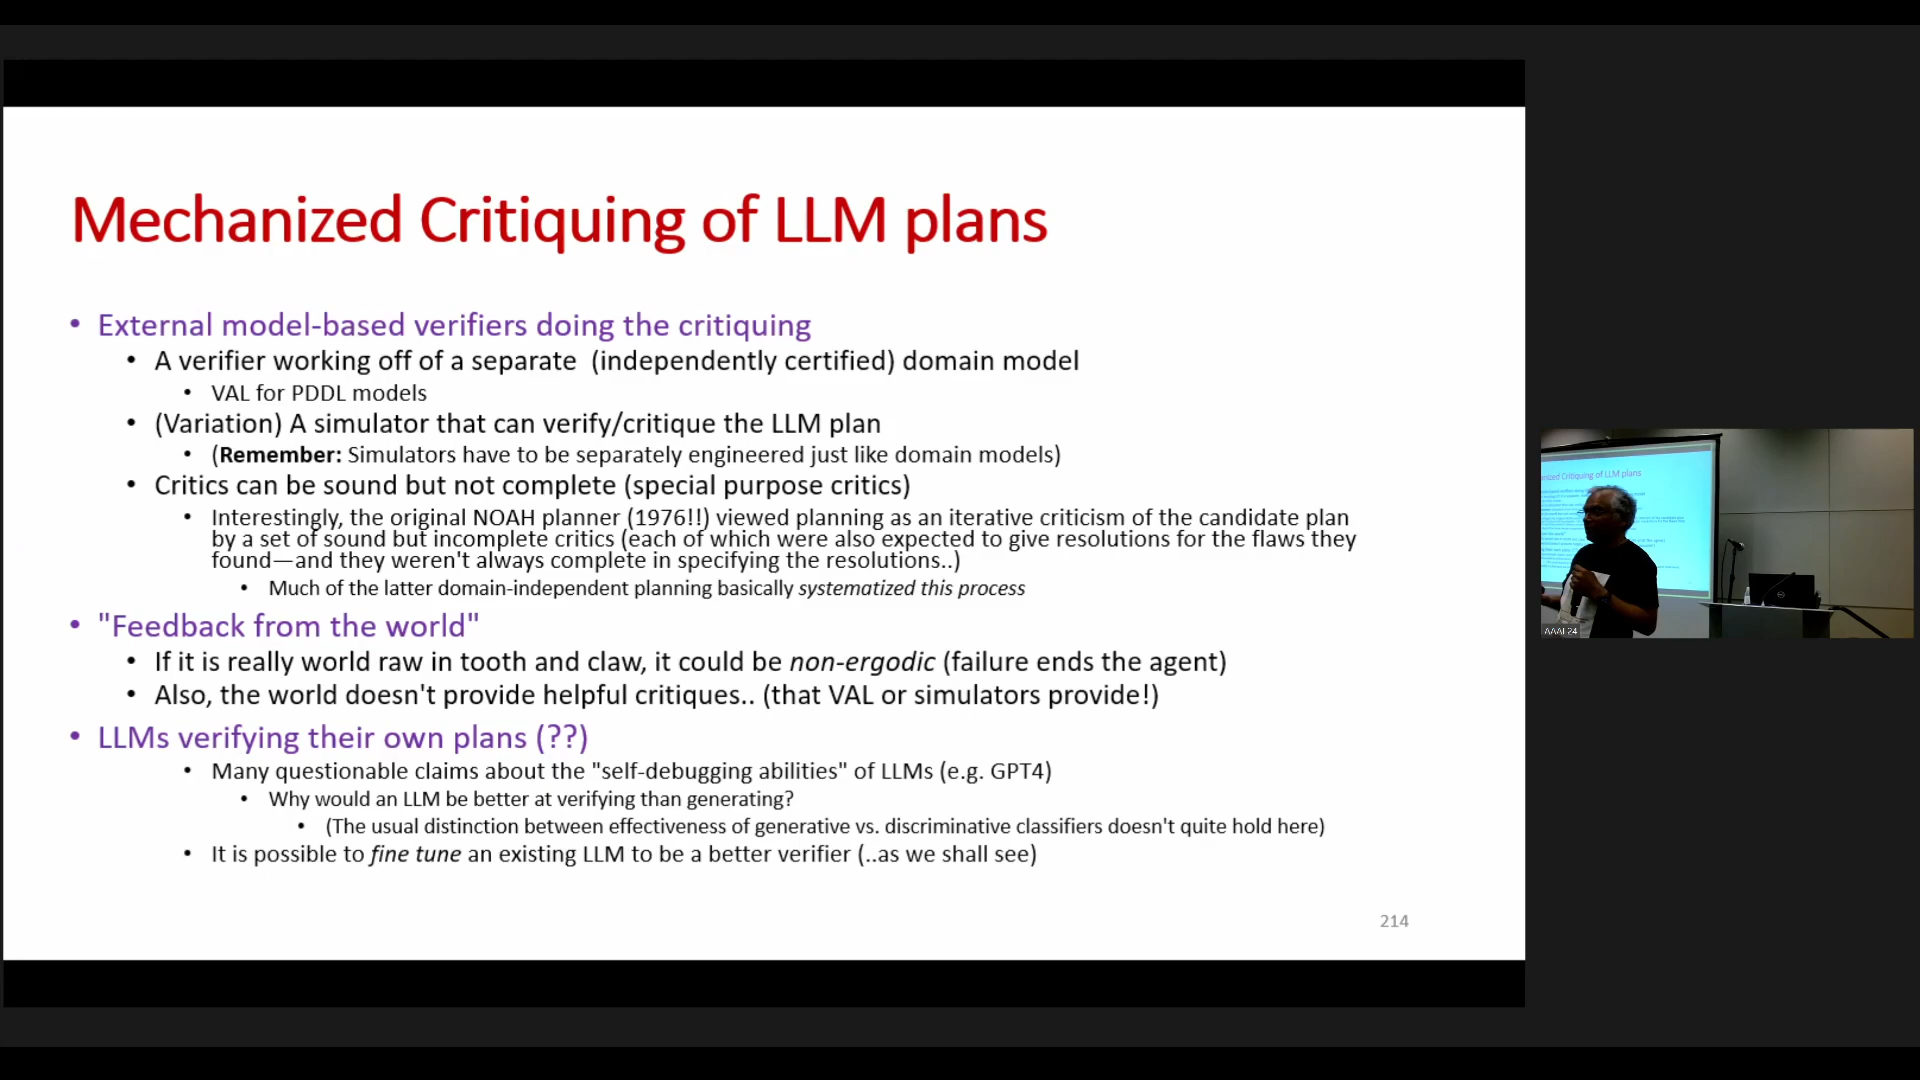 Mechanized Critiquing of LLM plans
• External model-based verifiers doing the critiquing
• A verifier working off of a separate (independently certified) domain model
• VAL for PDDL models
• (Variation) A simulator that can verify/critique the LLM plan
• (Remember: Simulators have to be separately engineered just like domain models)
• Critics can be sound but not complete (special purpose critics)
• Interestingly, the original NOAH planner (1976!!) viewed planning as an iterative criticism of the candidate plan
by a set of sound but incomplete critics (each of which were also expected to give resolutions for the flaws they
found—and they weren't always complete in specifying the resolutions..)
• Much of the latter domain-independent planning basically systematized this process
• "Feedback from the world"
• If it is really world raw in tooth and claw, it could be non-ergodic (failure ends the agent)
• Also, the world doesn't provide helpful critiques.. (that VAL or simulators provide!)
• LLMs verifying their own plans (??)
• Many questionable claims about the "self-debugging abilities" of LLMs (e.g. GPT4)
• Why would an LLM be better at verifying than generating?
• (The usual distinction between effectiveness of generative vs. discriminative classifiers doesn't quite hold here)
• It is possible to fine tune an existing LLM to be a better verifier (..as we shall see)
214
Critiquing of LLM plans
AAAI 24